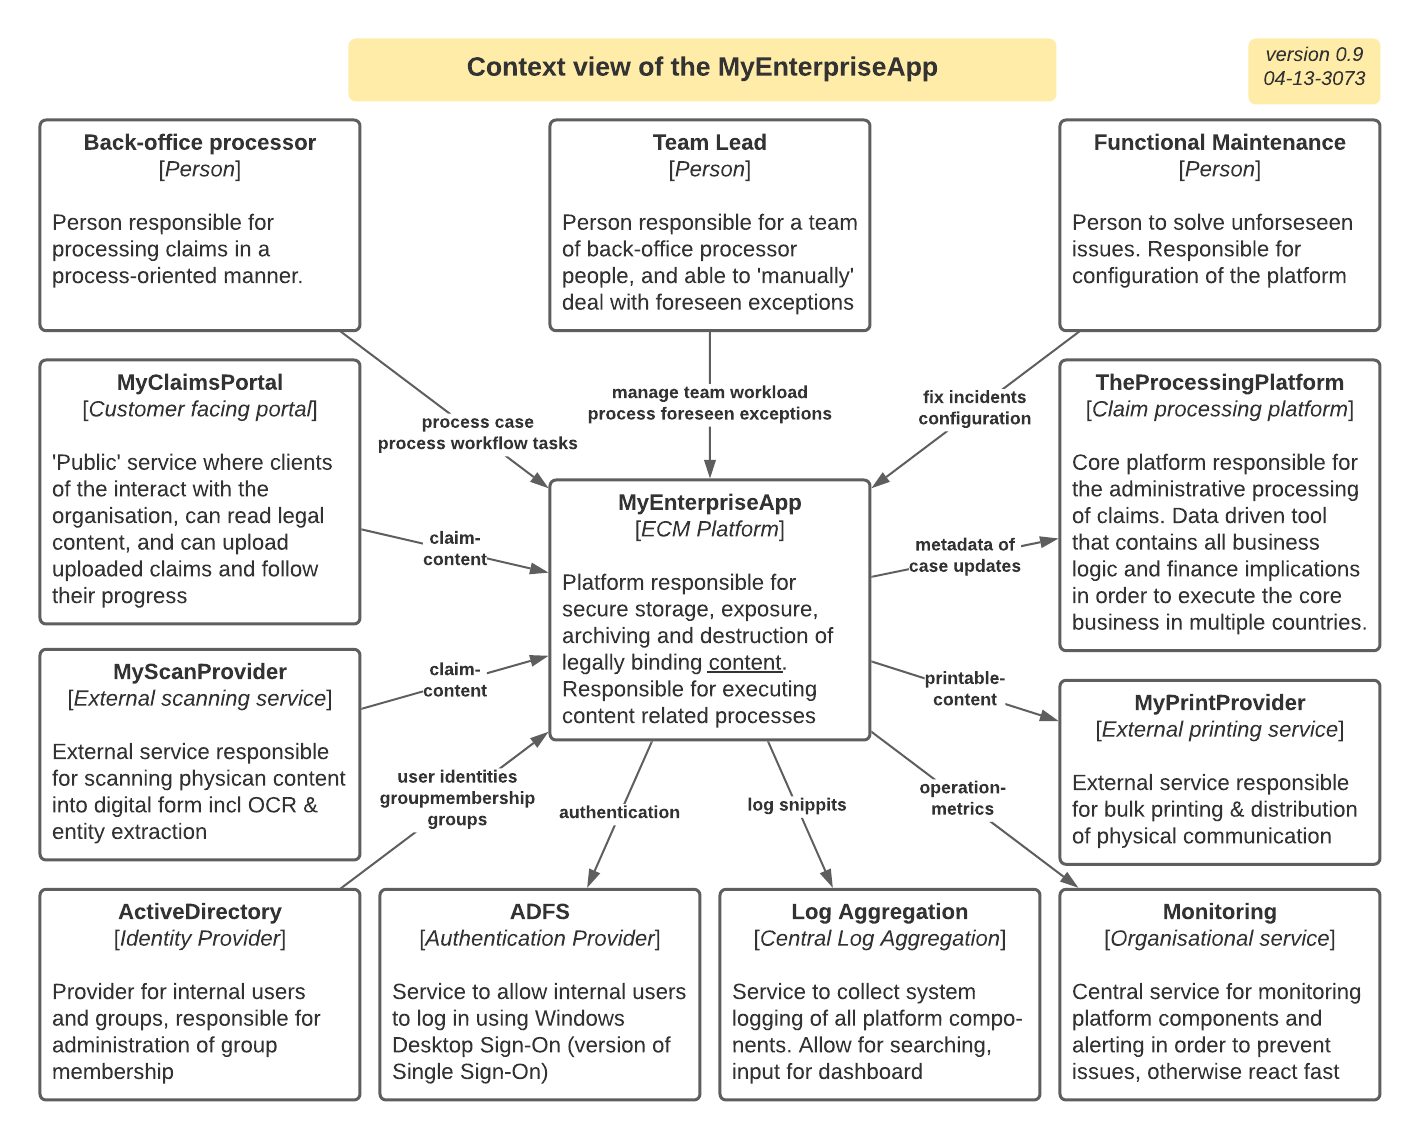 Context view of the MyEnterpriseApp
version 0.9
04-13-3073
Back-office processor
[Person]
Person responsible for
processing claims in a
process-oriented manner.
Team Lead
[Person]
Person responsible for a team
of back-office processor
people, and able to 'manually'
deal with foreseen exceptions
Functional Maintenance
[Person]
Person to solve unforseseen
issues. Responsible for
configuration of the platform
process case
process workflow tasks
manage team workload
process foreseen exceptions
fix incidents
configuration
MyClaimsPortal
[Customer facing portal]
'Public' service where clients
of the interact with the
organisation, can read legal
content, and can upload
uploaded claims and follow
their progress
claim-
content
MyEnterpriseApp
[ECM Platform]
Platform responsible for
secure storage, exposure,
archiving and destruction of
legally binding content.
Responsible for executing
content related processes
metadata of
case updates
TheProcessingPlatform
[Claim processing platform]
Core platform responsible for
the administrative processing
of claims. Data driven tool
that contains all business
logic and finance implications
in order to execute the core
business in multiple countries.
MyScanProvider
[External scanning service]
External service responsible
for scanning physican content
into digital form incl OCR &
entity extraction
claim-
content
printable-
content
MyPrintProvider
[External printing service]
External service responsible
for bulk printing & distribution
of physical communication
user identities
groupmembership
groups
authentication
log snippits
operation-
metrics
ActiveDirectory
[Identity Provider]
Provider for internal users
and groups, responsible for
administration of group
membership
ADFS
[Authentication Provider]
Service to allow internal users
to log in using Windows
Desktop Sign-On (version of
Single Sign-On)
Log Aggregation
[Central Log Aggregation]
Service to collect system
logging of all platform compo-
nents. Allow for searching,
input for dashboard
Monitoring
[Organisational service]
Central service for monitoring
platform components and
alerting in order to prevent
issues, otherwise react fast